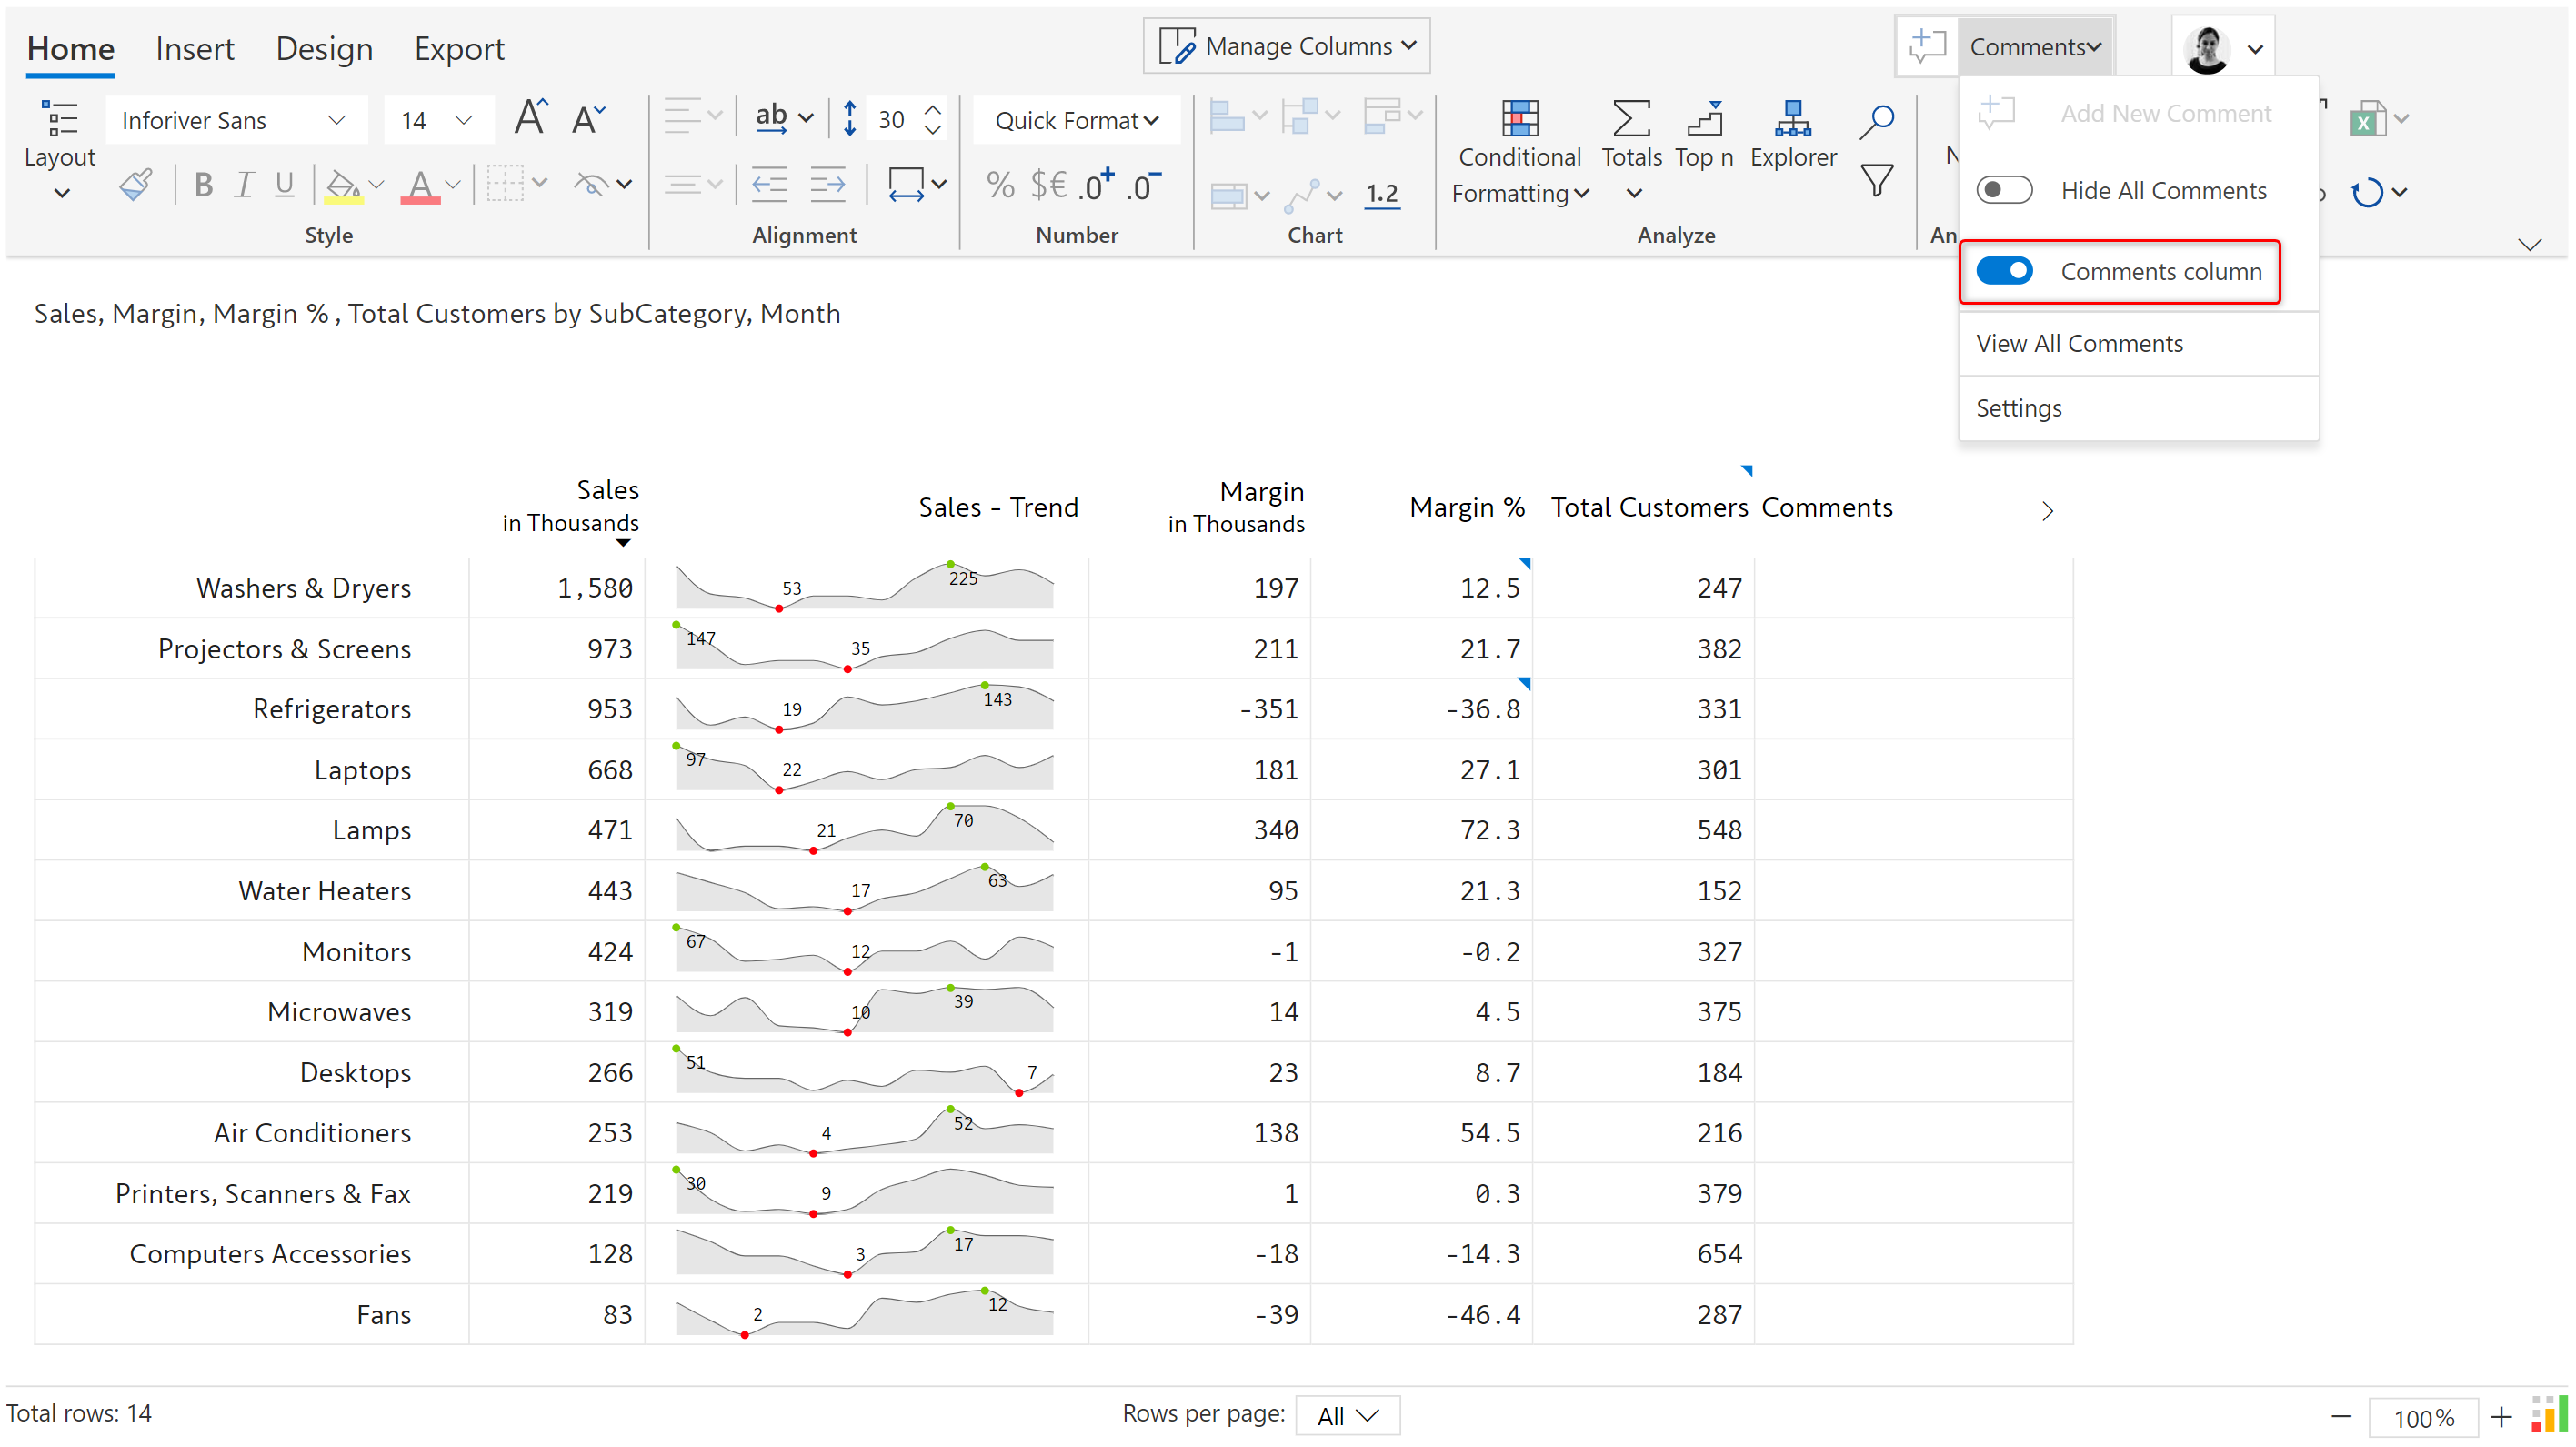 Home Insert Design Export Manage Columns Comments
Inforiver Sans 14 ab 30 Quick Format Add New Comment
Layout Conditional Totals Top n Explorer
B I U A % $€ .0+ .0- 1.2 Formatting Hide All Comments
Style Alignment Number Chart Analyze An
Comments column
Sales, Margin, Margin % , Total Customers by SubCategory, Month
View All Comments
Settings
Sales in Thousands Sales - Trend Margin in Thousands Margin % Total Customers Comments
Washers & Dryers 1,580 53 225 197 12.5 247
Projectors & Screens 973 147 35 211 21.7 382
Refrigerators 953 19 143 -351 -36.8 331
Laptops 668 97 22 181 27.1 301
Lamps 471 21 70 340 72.3 548
Water Heaters 443 17 63 95 21.3 152
Monitors 424 67 12 -1 -0.2 327
Microwaves 319 10 39 14 4.5 375
Desktops 266 51 7 23 8.7 184
Air Conditioners 253 4 52 138 54.5 216
Printers, Scanners & Fax 219 30 9 1 0.3 379
Computers Accessories 128 3 17 -18 -14.3 654
Fans 83 2 12 -39 -46.4 287
Total rows: 14 Rows per page: All 100%